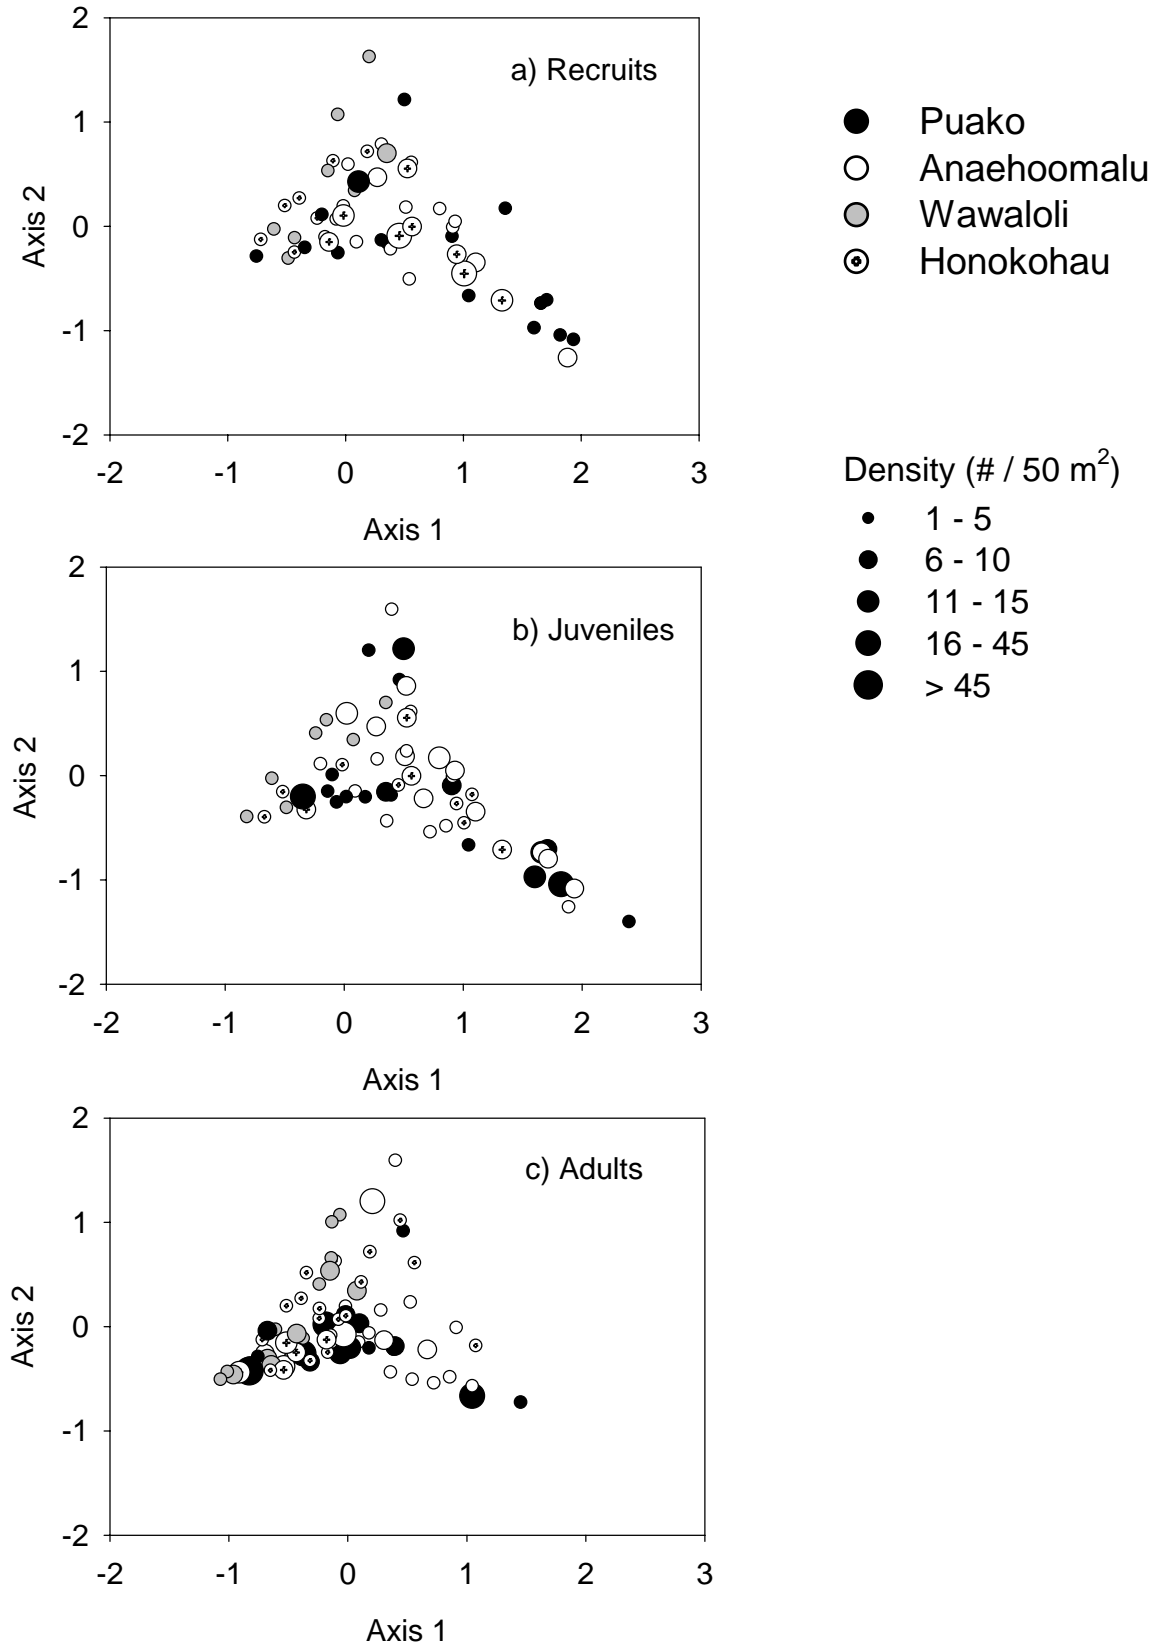 2
1
0
-1
-2
Axis 2
a) Recruits
-2 -1 0 1 2 3
Axis 1
Puako
Anaehoomalu
Wawaloli
Honokohau
Density (# / 50 m²)
1 - 5
6 - 10
11 - 15
16 - 45
> 45
2
1
0
-1
-2
Axis 2
b) Juveniles
-2 -1 0 1 2 3
Axis 1
2
1
0
-1
-2
Axis 2
c) Adults
-2 -1 0 1 2 3
Axis 1